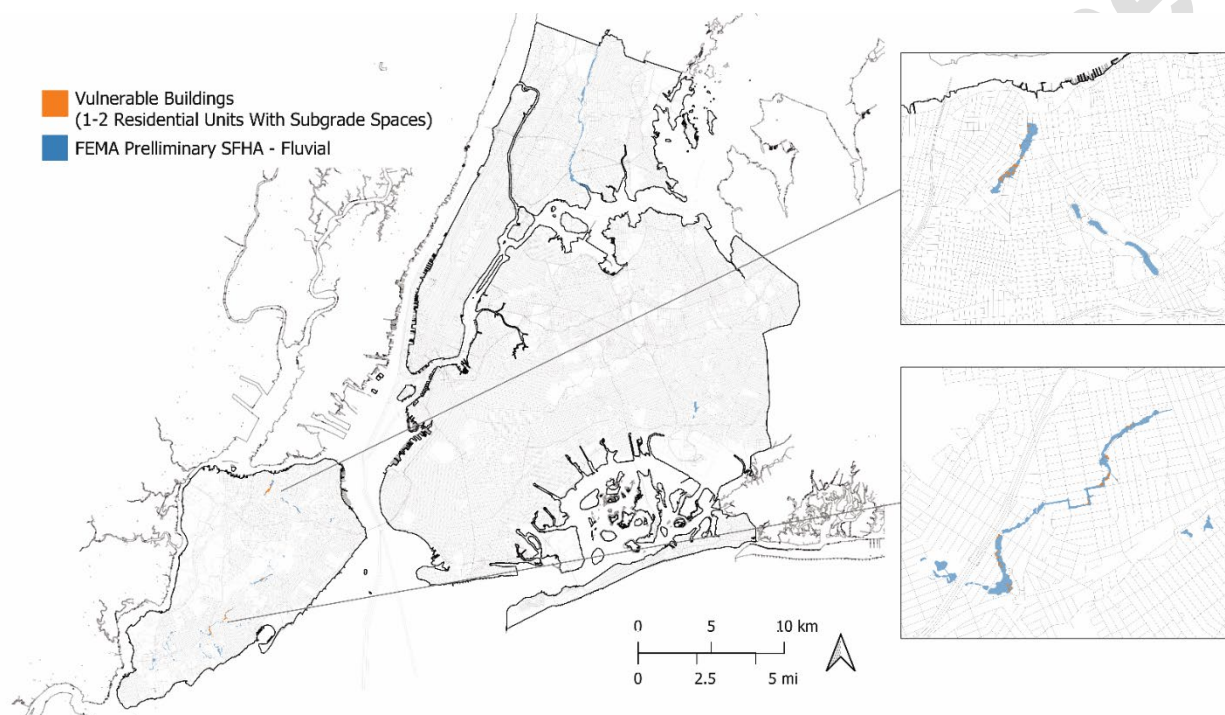 Vulnerable Buildings
(1-2 Residential Units With Subgrade Spaces)
FEMA Prelliminary SFHA - Fluvial
0 5 10 km
0 2.5 5 mi